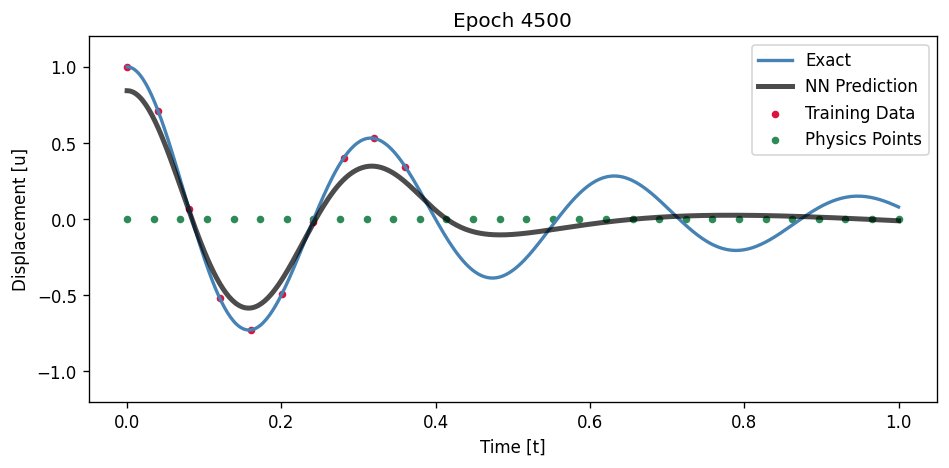 Epoch 4500
Exact
NN Prediction
Training Data
Physics Points
Displacement [u]
1.0
0.5
0.0
−0.5
−1.0
0.0 0.2 0.4 0.6 0.8 1.0
Time [t]